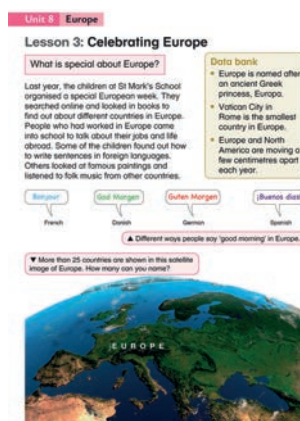 Unit 8 Europe
Lesson 3: Celebrating Europe
What is special about Europe?
Last year, the children at St Mark's School
organised a special European week. They
searched online and looked in books to
find out about different countries in Europe.
People who had worked in Europe came
into school to talk about their jobs and life
abroad. Some of the children found out how
to write sentences in foreign languages.
Others looked at famous paintings and
listened to folk music from other countries.
Data bank
Europe is named after
an ancient Greek
princess, Europa.
Vatican City in
Rome is the smallest
country in Europe.
Europe and North
America are moving a
few centimetres apart
each year.
Bonjour
God Morgen
Guten Morgen
¡Buenos días!
French
Danish
German
Spanish
▲ Different ways people say 'good morning' in Europe.
▼ More than 25 countries are shown in this satellite
image of Europe. How many can you name?
EUROPE